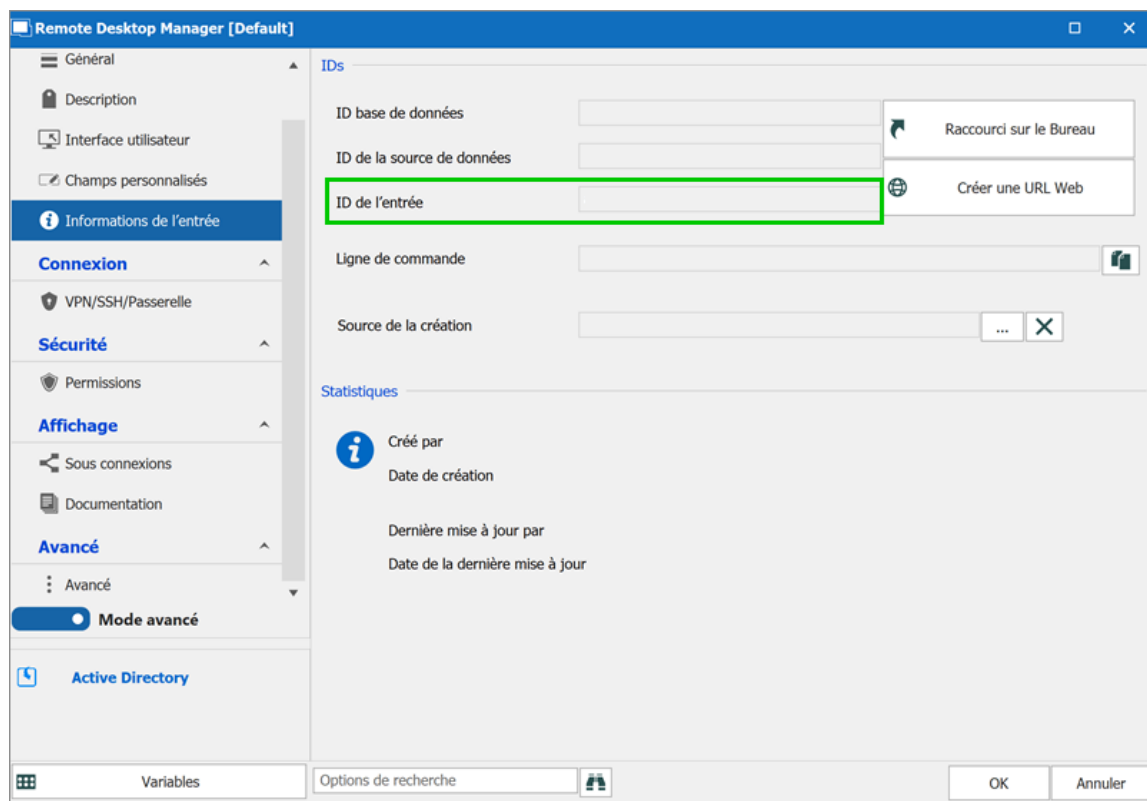 Remote Desktop Manager [Default]
Général
Description
Interface utilisateur
Champs personnalisés
Informations de l'entrée
Connexion
VPN/SSH/Passerelle
Sécurité
Permissions
Affichage
Sous connexions
Documentation
Avancé
Avancé
Mode avancé
Active Directory
Variables
IDs
ID base de données
ID de la source de données
ID de l'entrée
Raccourci sur le Bureau
Créer une URL Web
Ligne de commande
Source de la création
...
Statistiques
Créé par
Date de création
Dernière mise à jour par
Date de la dernière mise à jour
Options de recherche
OK
Annuler